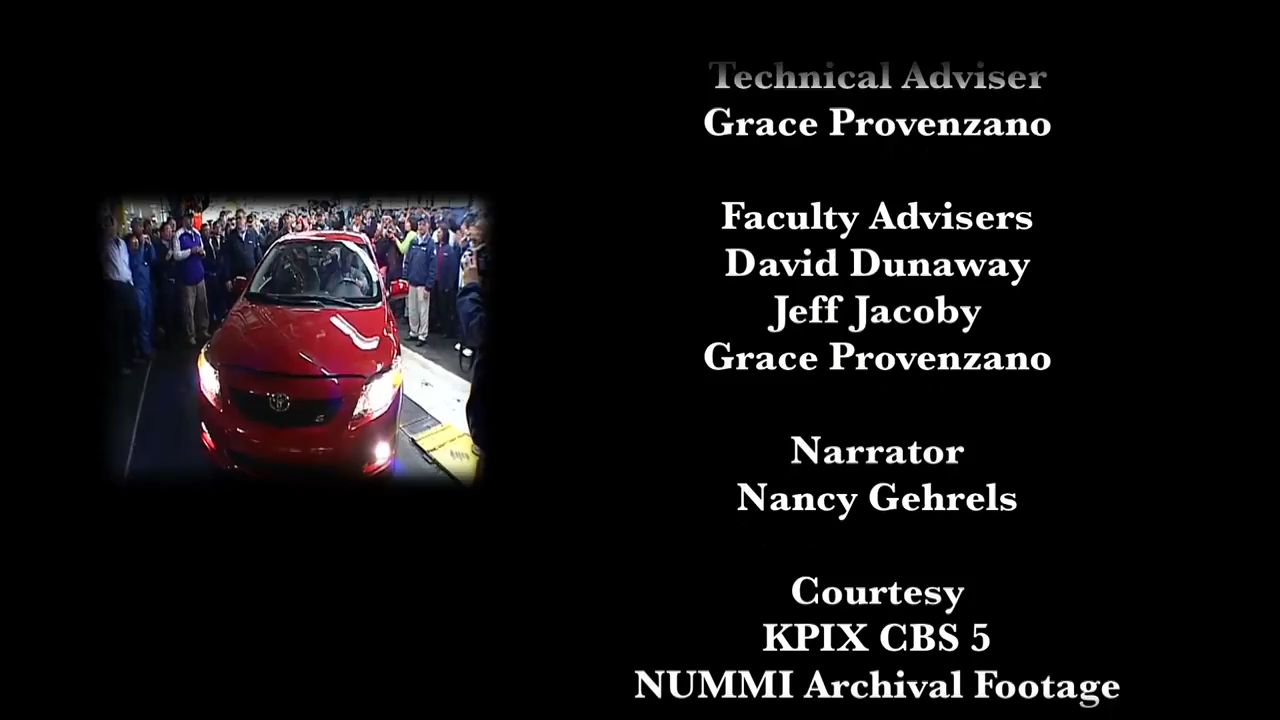 Technical Adviser
Grace Provenzano
Faculty Advisers
David Dunaway
Jeff Jacoby
Grace Provenzano
Narrator
Nancy Gehrels
Courtesy
KPIX CBS 5
NUMMI Archival Footage